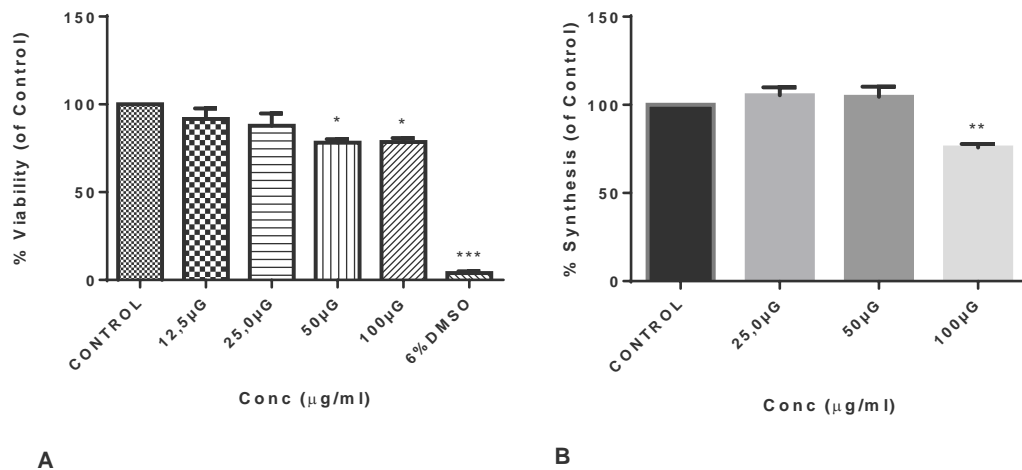 150
100
50
0
% Viability (of Control)
*
*
***
CONTROL
12,5µG
25,0µG
50µG
100µG
6%DMSO
Conc (μg/ml)
A
150
100
50
0
% Synthesis (of Control)
**
CONTROL
25,0µG
50µG
100µG
Conc (μg/ml)
B